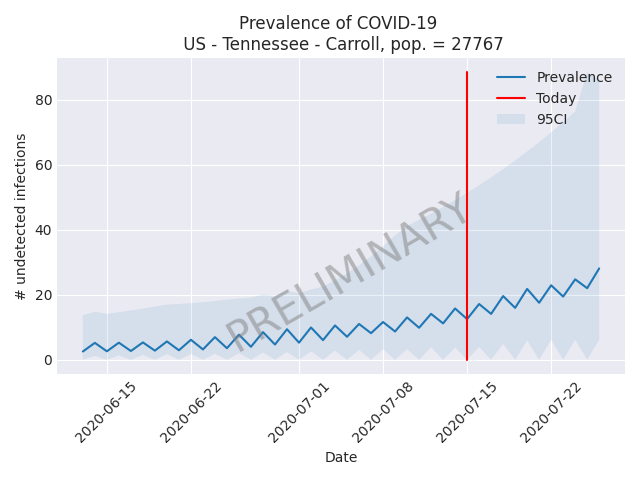 Prevalence of COVID-19
US - Tennessee - Carroll, pop. = 27767
# undetected infections
80
60
40
20
0
Prevalence
Today
95CI
PRELIMINARY
2020-06-15
2020-06-22
2020-07-01
2020-07-08
2020-07-15
2020-07-22
Date